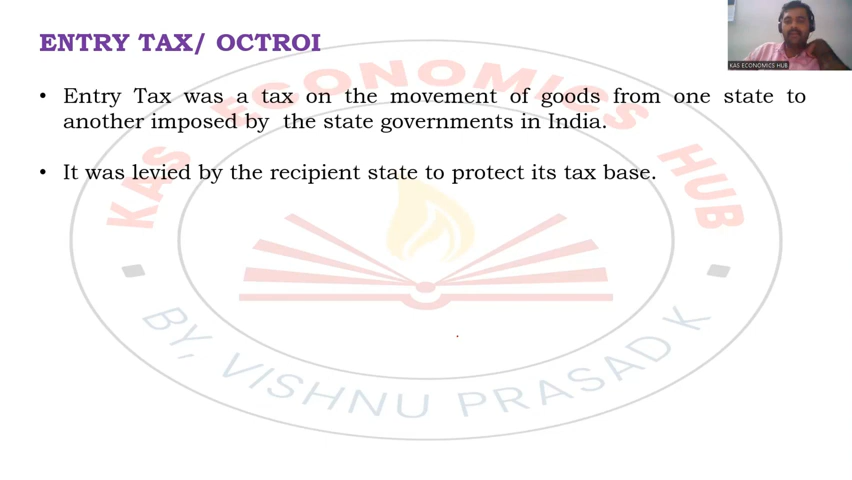 ENTRY TAX/ OCTROI
• Entry Tax was a tax on the movement of goods from one state to
another imposed by the state governments in India.
• It was levied by the recipient state to protect its tax base.
KAS ECONOMICS HUB
BY, VISHNU PRASAD K
KAS ECONOMICS HUB